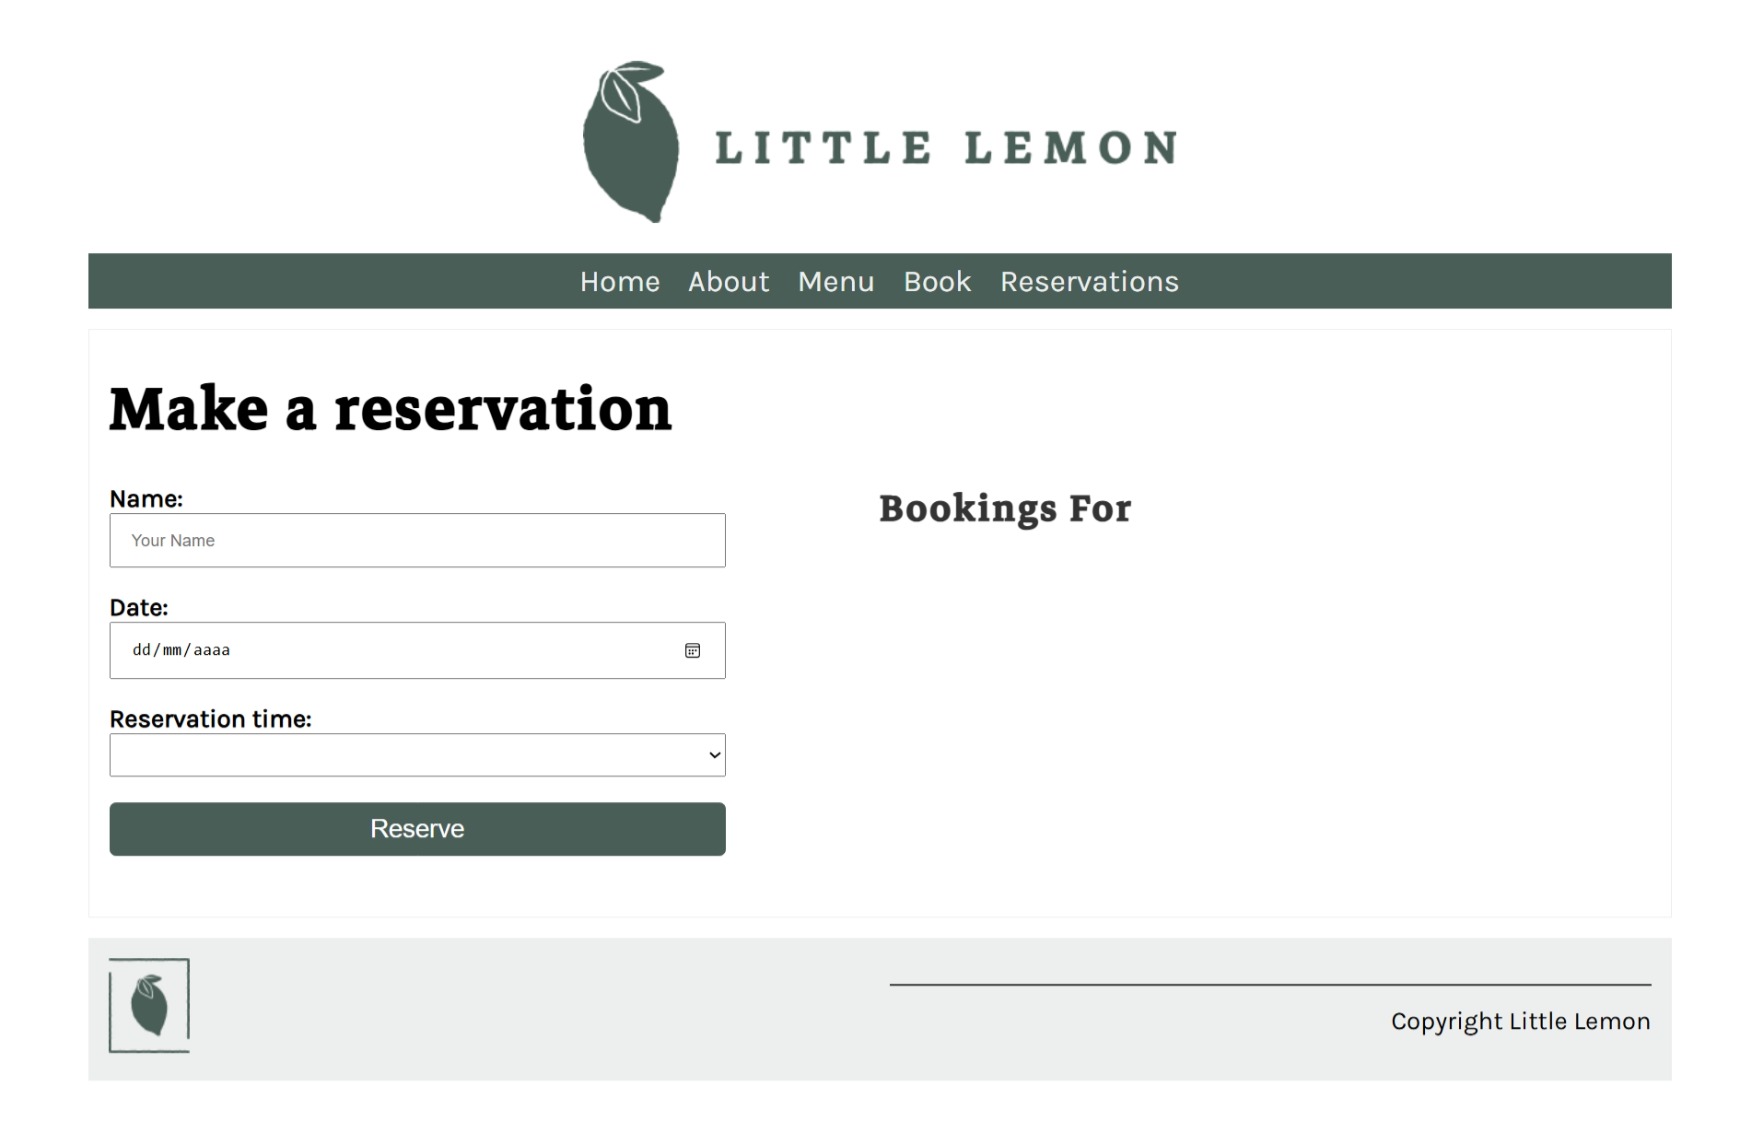 LITTLE LEMON
Home About Menu Book Reservations
Make a reservation
Name:
Your Name
Date:
dd/mm/aaaa
Reservation time:
Reserve
Bookings For
Copyright Little Lemon